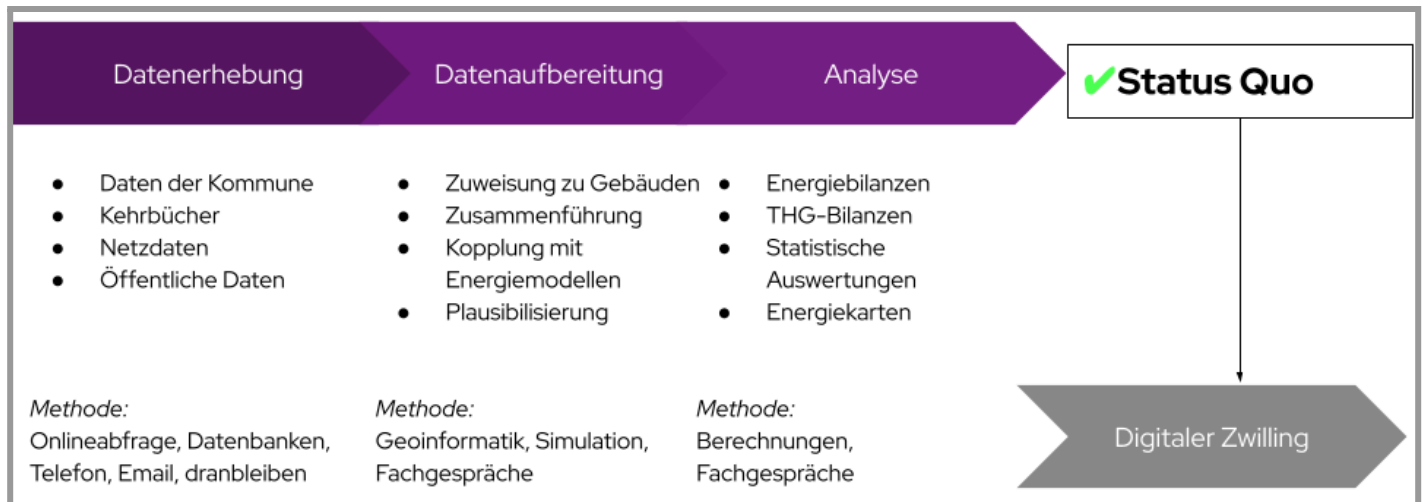 Datenerhebung
Datenaufbereitung
Analyse
✔Status Quo
● Daten der Kommune
● Kehrbücher
● Netzdaten
● Öffentliche Daten
● Zuweisung zu Gebäuden
● Zusammenführung
● Kopplung mit
Energiemodellen
● Plausibilisierung
● Energiebilanzen
● THG-Bilanzen
● Statistische
Auswertungen
● Energiekarten
Methode:
Onlineabfrage, Datenbanken,
Telefon, Email, dranbleiben
Methode:
Geoinformatik, Simulation,
Fachgespräche
Methode:
Berechnungen,
Fachgespräche
Digitaler Zwilling